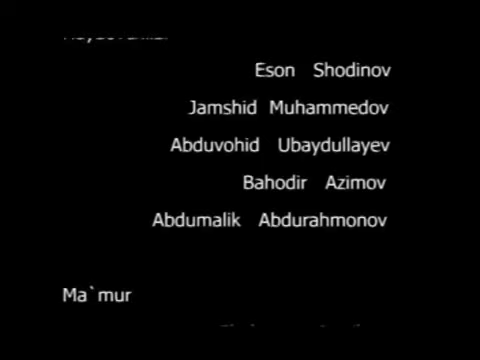 Eson Shodinov
Jamshid Muhammedov
Abduvohid Ubaydullayev
Bahodir Azimov
Abdumalik Abdurahmonov
Ma`mur